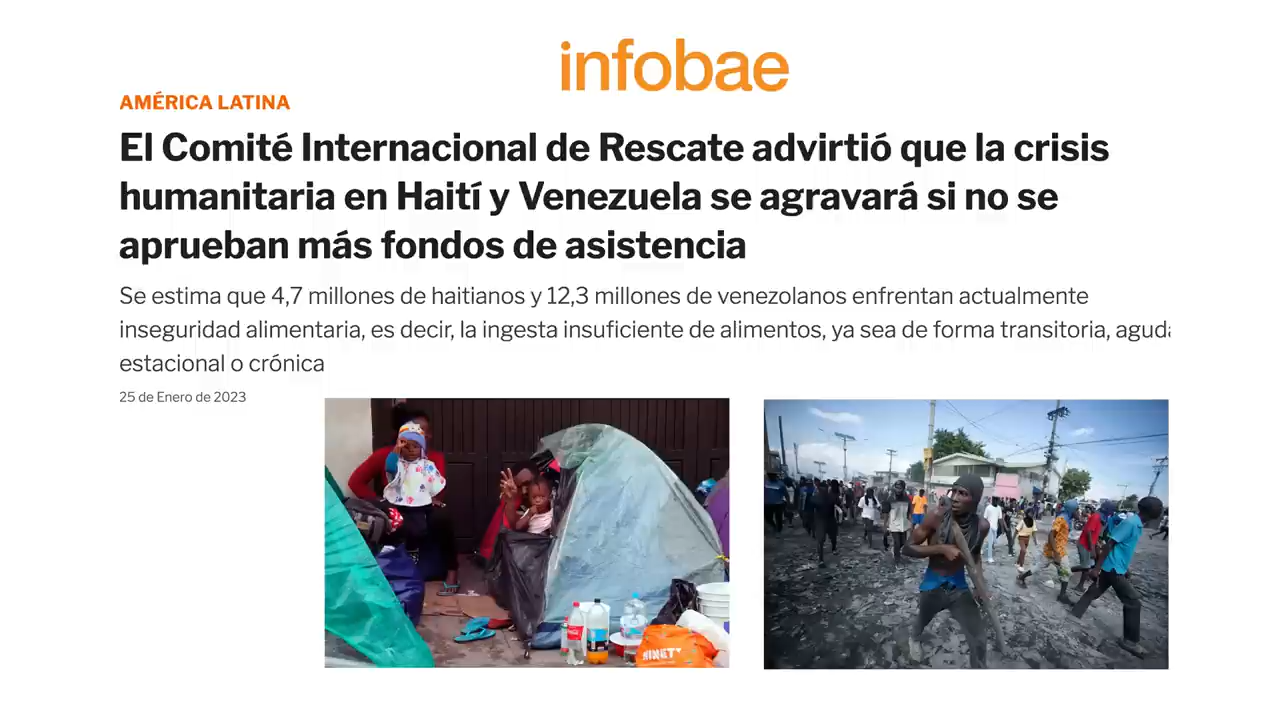 infobae
AMÉRICA LATINA
El Comité Internacional de Rescate advirtió que la crisis
humanitaria en Haití y Venezuela se agravará si no se
aprueban más fondos de asistencia
Se estima que 4,7 millones de haitianos y 12,3 millones de venezolanos enfrentan actualmente
inseguridad alimentaria, es decir, la ingesta insuficiente de alimentos, ya sea de forma transitoria, aguda
estacional o crónica
25 de Enero de 2023
NINETY